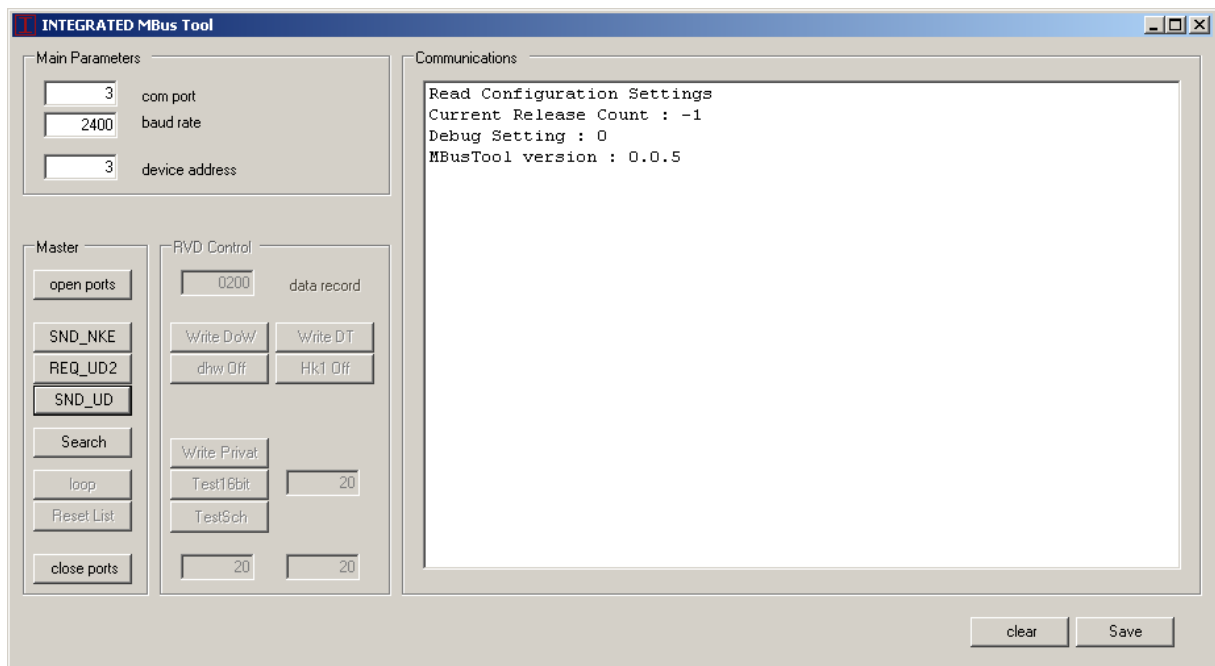 INTEGRATED MBus Tool
Main Parameters
3 com port
2400 baud rate
3 device address
Communications
Read Configuration Settings
Current Release Count : -1
Debug Setting : 0
MBusTool version : 0.0.5
Master
open ports
SND_NKE
REQ_UD2
SND_UD
Search
loop
Reset List
close ports
RVD Control
0200 data record
Write DoW Write DT
dhw Off Hk1 Off
Write Privat
Test16bit 20
TestSch
20 20
clear Save